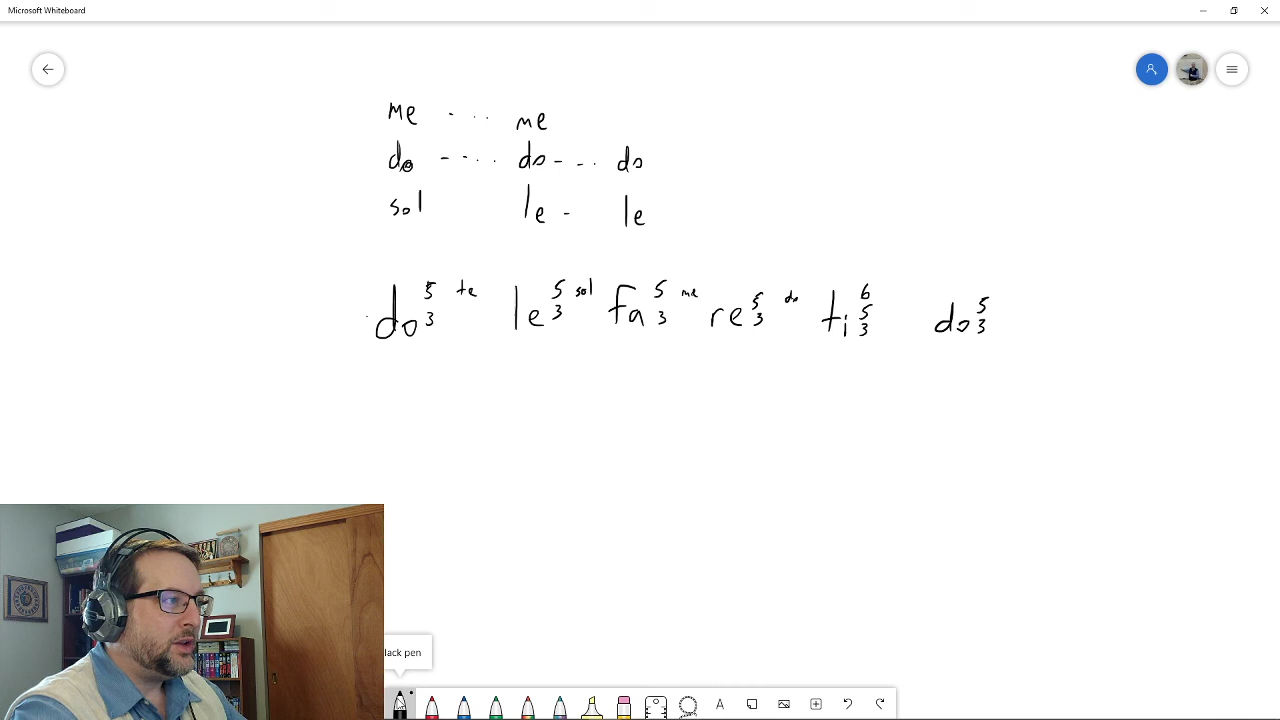 Microsoft Whiteboard
me - . . . me
do - - . . . do - - . . do
sol le - le
do 5 3 te le 5 3 sol fa 5 3 me re 5 3 do ti 6 5 3 do 5 3
lack pen
A